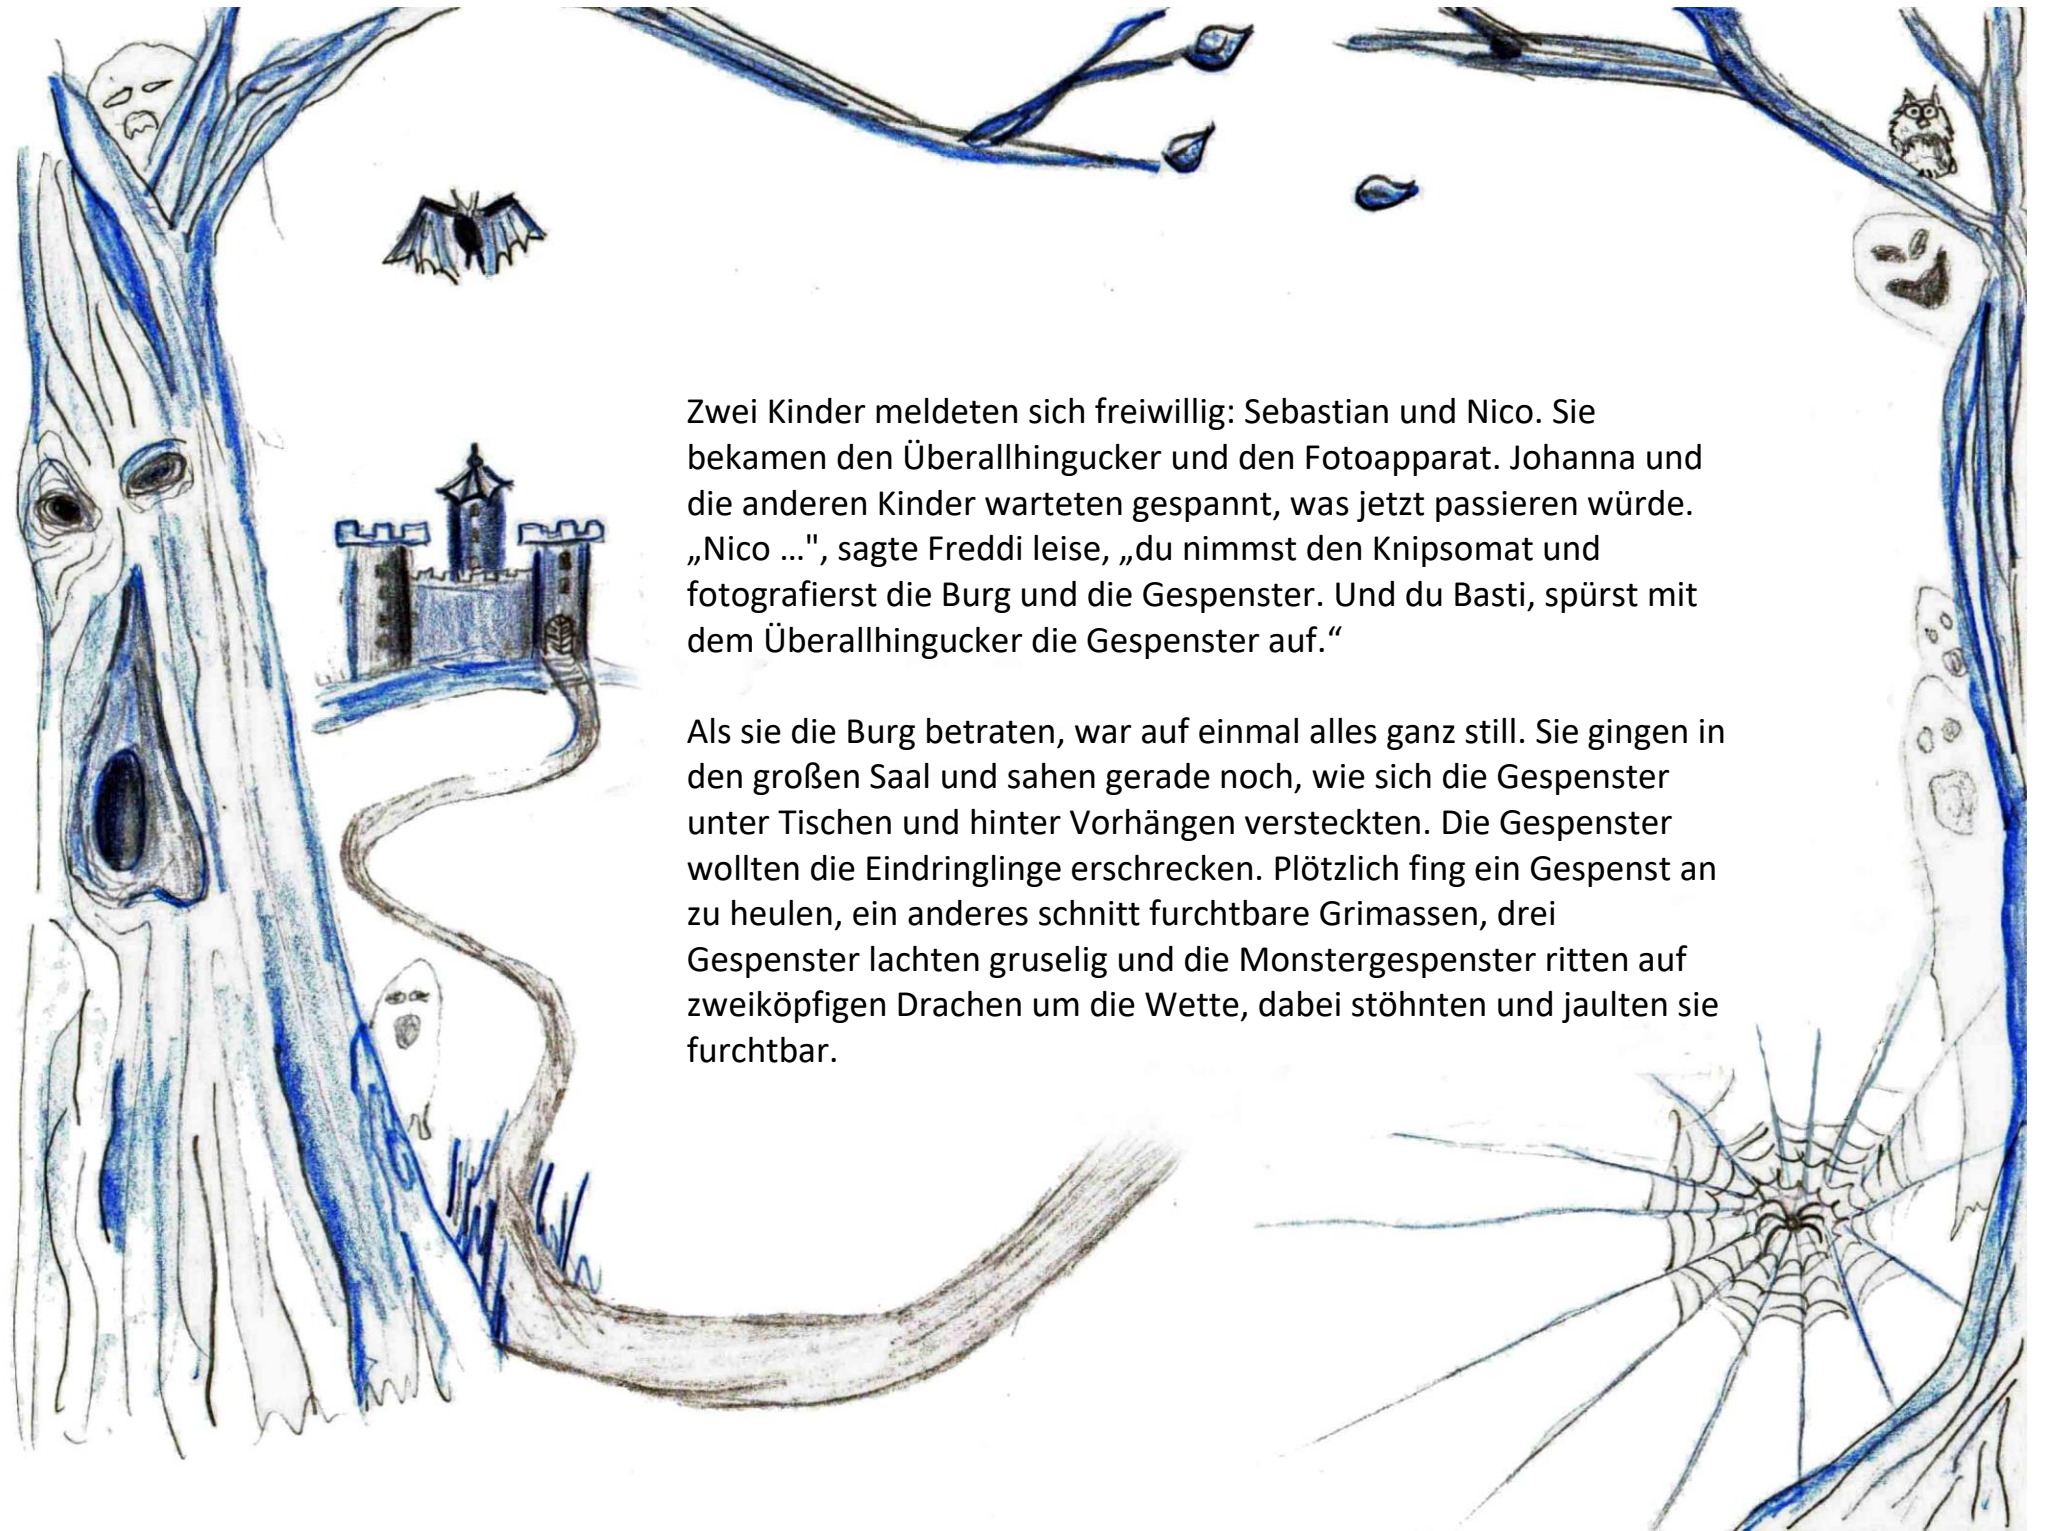 Zwei Kinder meldeten sich freiwillig: Sebastian und Nico. Sie
bekamen den Überallhingucker und den Fotoapparat. Johanna und
die anderen Kinder warteten gespannt, was jetzt passieren würde.
„Nico …", sagte Freddi leise, „du nimmst den Knipsomat und
fotografierst die Burg und die Gespenster. Und du Basti, spürst mit
dem Überallhingucker die Gespenster auf.“
Als sie die Burg betraten, war auf einmal alles ganz still. Sie gingen in
den großen Saal und sahen gerade noch, wie sich die Gespenster
unter Tischen und hinter Vorhängen versteckten. Die Gespenster
wollten die Eindringlinge erschrecken. Plötzlich fing ein Gespenst an
zu heulen, ein anderes schnitt furchtbare Grimassen, drei
Gespenster lachten gruselig und die Monstergespenster ritten auf
zweiköpfigen Drachen um die Wette, dabei stöhnten und jaulten sie
furchtbar.